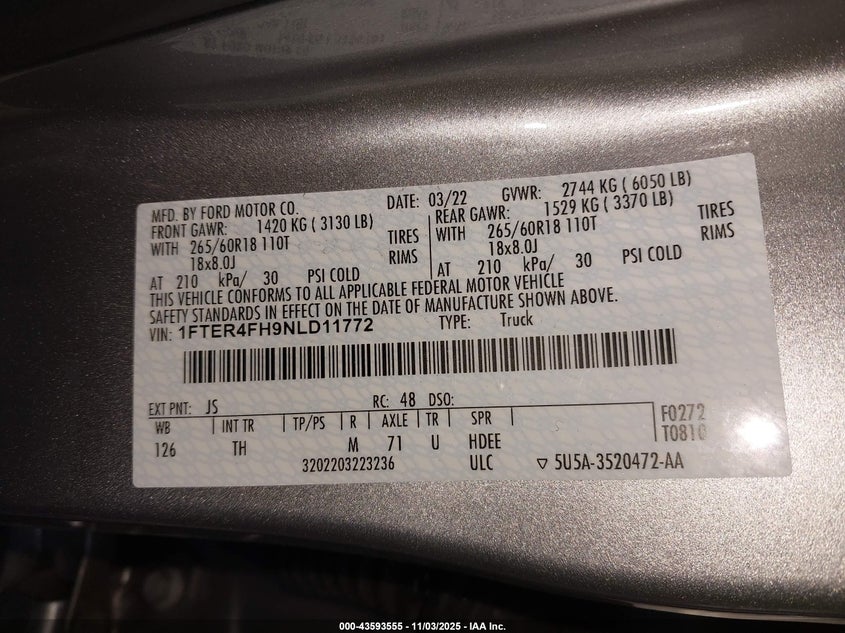 MFD. BY FORD MOTOR CO. DATE: 03/22 GVWR: 2744 KG ( 6050 LB)
FRONT GAWR: 1420 KG ( 3130 LB) REAR GAWR: 1529 KG ( 3370 LB)
WITH 265/60R18 110T TIRES WITH 265/60R18 110T TIRES
18x8.0J RIMS 18x8.0J RIMS
AT 210 kPa/ 30 PSI COLD AT 210 kPa/ 30 PSI COLD
THIS VEHICLE CONFORMS TO ALL APPLICABLE FEDERAL MOTOR VEHICLE
SAFETY STANDARDS IN EFFECT ON THE DATE OF MANUFACTURE SHOWN ABOVE.
VIN: 1FTER4FH9NLD11772 TYPE: Truck
EXT PNT: JS RC: 48 DSO:
WB INT TR TP/PS R AXLE TR SPR F0272
126 TH M 71 U HDEE T0810
3202203223236 ULC ▽ 5U5A-3520472-AA
000-43593555 - 11/03/2025 - IAA Inc.